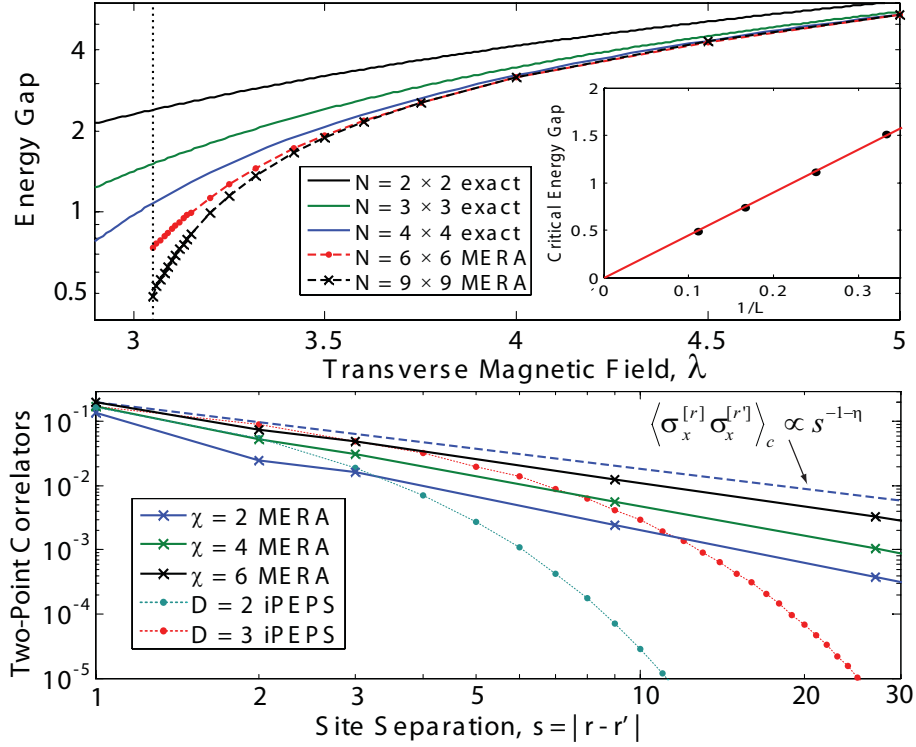 4
2
1
0.5
Energy Gap
3
3.5
4
4.5
5
Transverse Magnetic Field, λ
N = 2 × 2 exact
N = 3 × 3 exact
N = 4 × 4 exact
N = 6 × 6 MERA
N = 9 × 9 MERA
2
1.5
1
0.5
0
Critical Energy Gap
0
0.1
0.2
0.3
1/L
10⁻¹
10⁻²
10⁻³
10⁻⁴
10⁻⁵
Two-Point Correlators
⟨σₓ^[r] σₓ^[r']⟩_c ∝ s^−1−η
χ = 2 MERA
χ = 4 MERA
χ = 6 MERA
D = 2 iPEPS
D = 3 iPEPS
1
2
3
5
10
20
30
Site Separation, s = | r - r' |